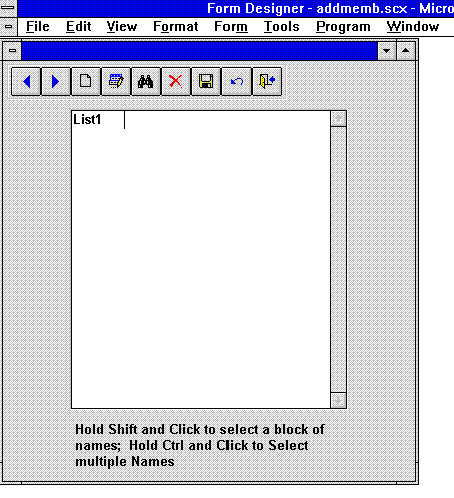 Form Designer - addmemb.scx - Micro
File Edit View Format Form Tools Program Window
List1
Hold Shift and Click to select a block of
names; Hold Ctrl and Click to Select
multiple Names